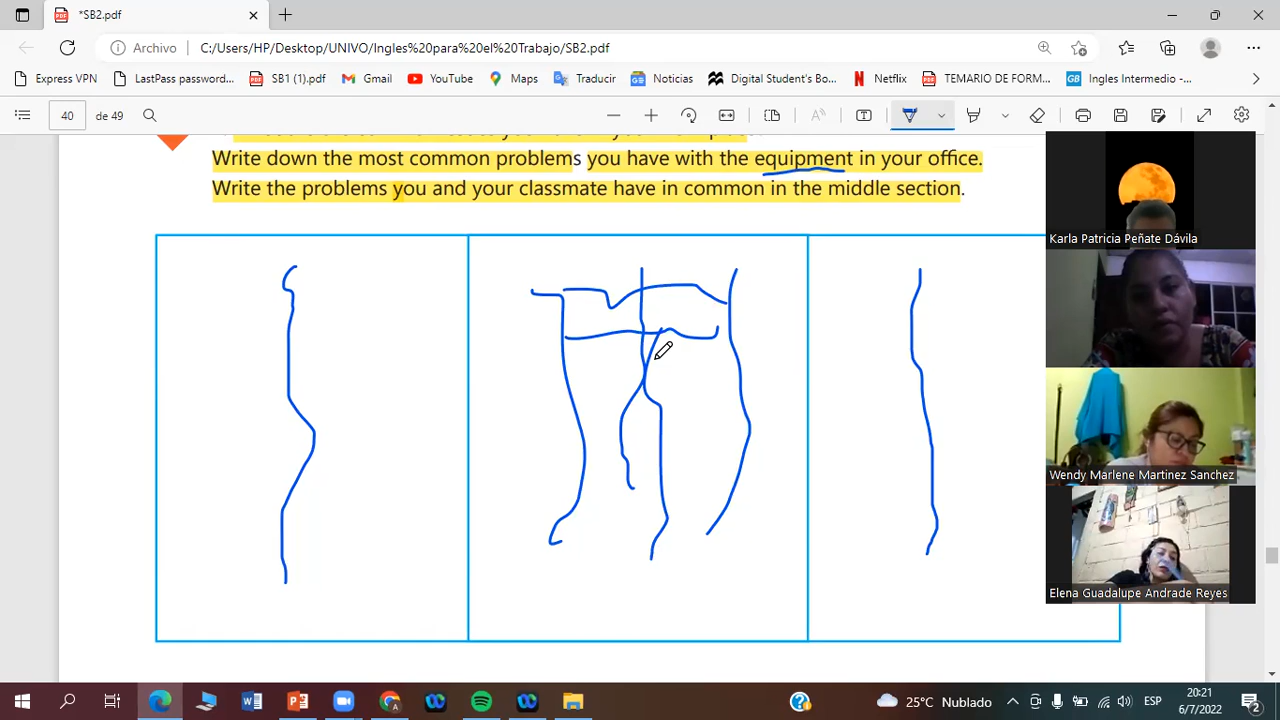 *SB2.pdf
Archivo C:/Users/HP/Desktop/UNIVO/Ingles%20para%20el%20Trabajo/SB2.pdf
Express VPN LastPass password... SB1 (1).pdf Gmail YouTube Maps Traducir Noticias Digital Student's Bo... Netflix TEMARIO DE FORM... Ingles Intermedio -...
40 de 49
Write down the most common problems you have with the equipment in your office.
Write the problems you and your classmate have in common in the middle section.
Karla Patricia Peñate Dávila
Wendy Marlene Martinez Sanchez
Elena Guadalupe Andrade Reyes
25°C Nublado ESP 20:21
6/7/2022 2